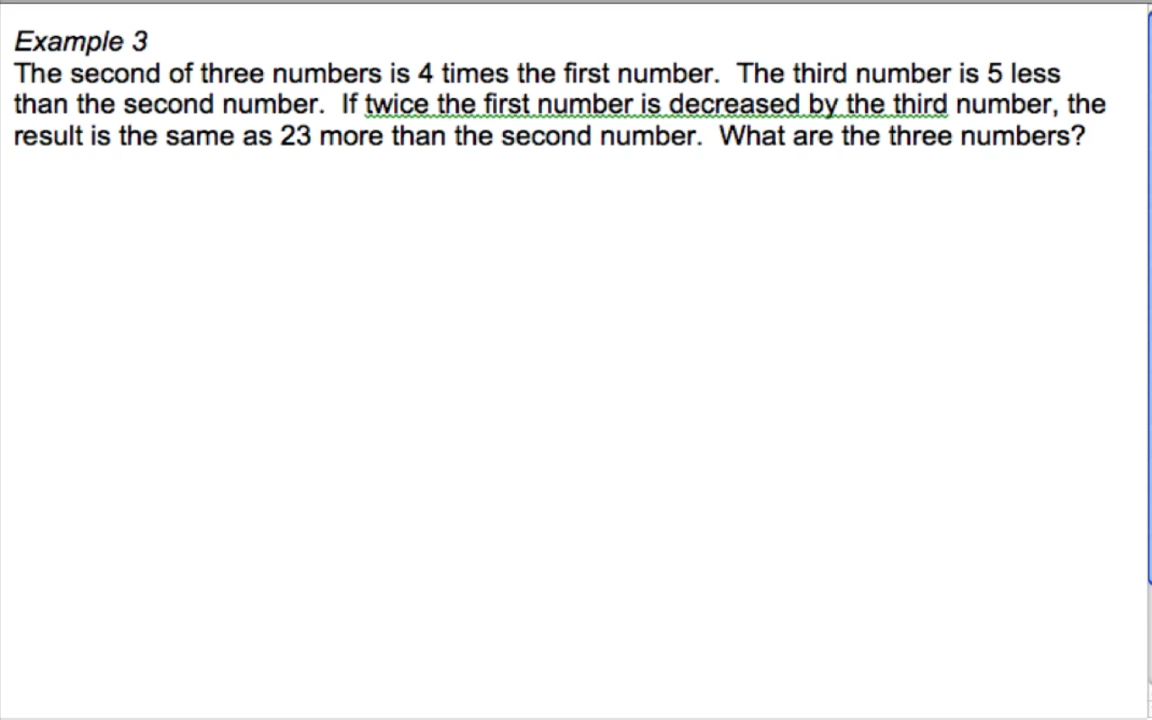 Example 3
The second of three numbers is 4 times the first number.  The third number is 5 less
than the second number.  If twice the first number is decreased by the third number, the
result is the same as 23 more than the second number.  What are the three numbers?